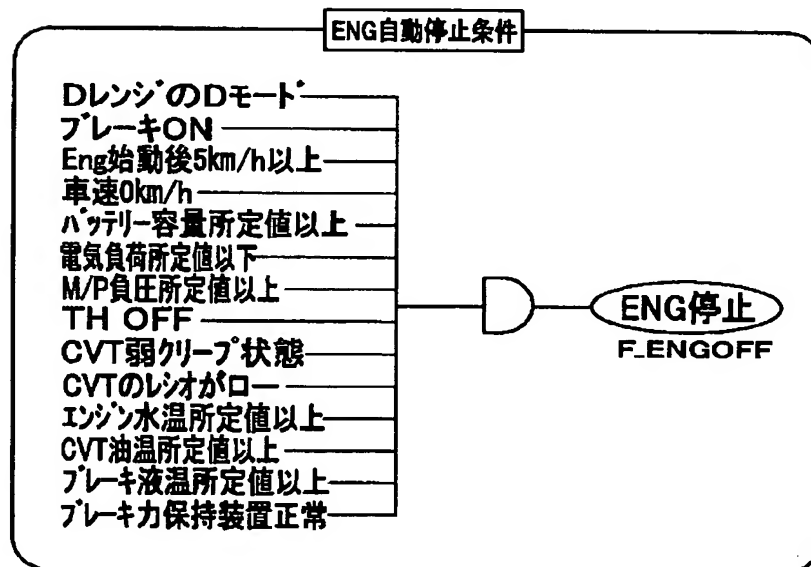 ENG自動停止条件
DレンジのDモード
ブレーキON
Eng始動後5km/h以上
車速0km/h
バッテリー容量所定値以上
電気負荷所定値以下
M/P負圧所定値以上
TH OFF
CVT弱クリープ状態
CVTのレシオがロー
エンジン水温所定値以上
CVT油温所定値以上
ブレーキ液温所定値以上
ブレーキ力保持装置正常
ENG停止
F_ENGOFF